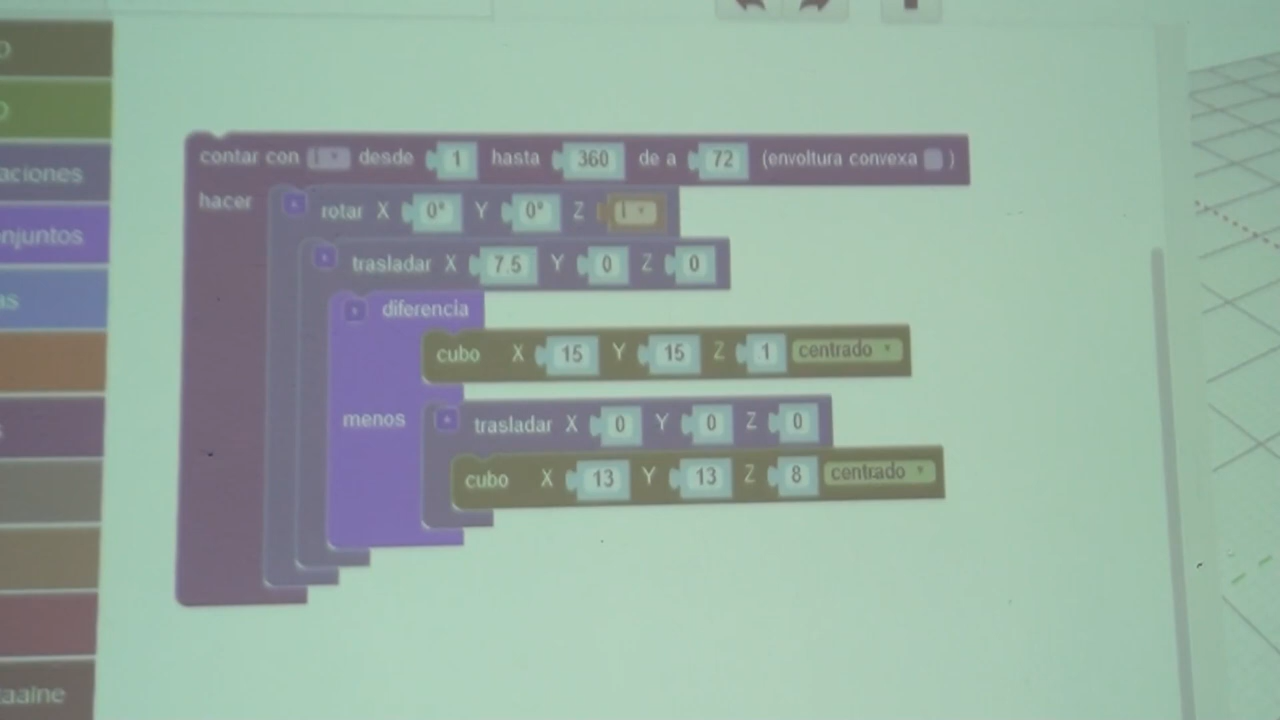 aciones
njuntos
as
contar con i desde 1 hasta 360 de a 72 (envoltura convexa )
hacer
rotar X 0° Y 0° Z i
trasladar X 7.5 Y 0 Z 0
diferencia
cubo X 15 Y 15 Z 1 centrado
menos
trasladar X 0 Y 0 Z 0
cubo X 13 Y 13 Z 8 centrado